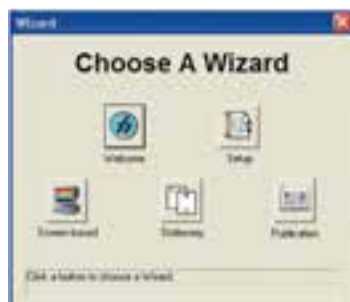 Wizard
Choose A Wizard
Welcome
Setup
Screen-based
Stationery
Publication
Click a button to choose a Wizard.